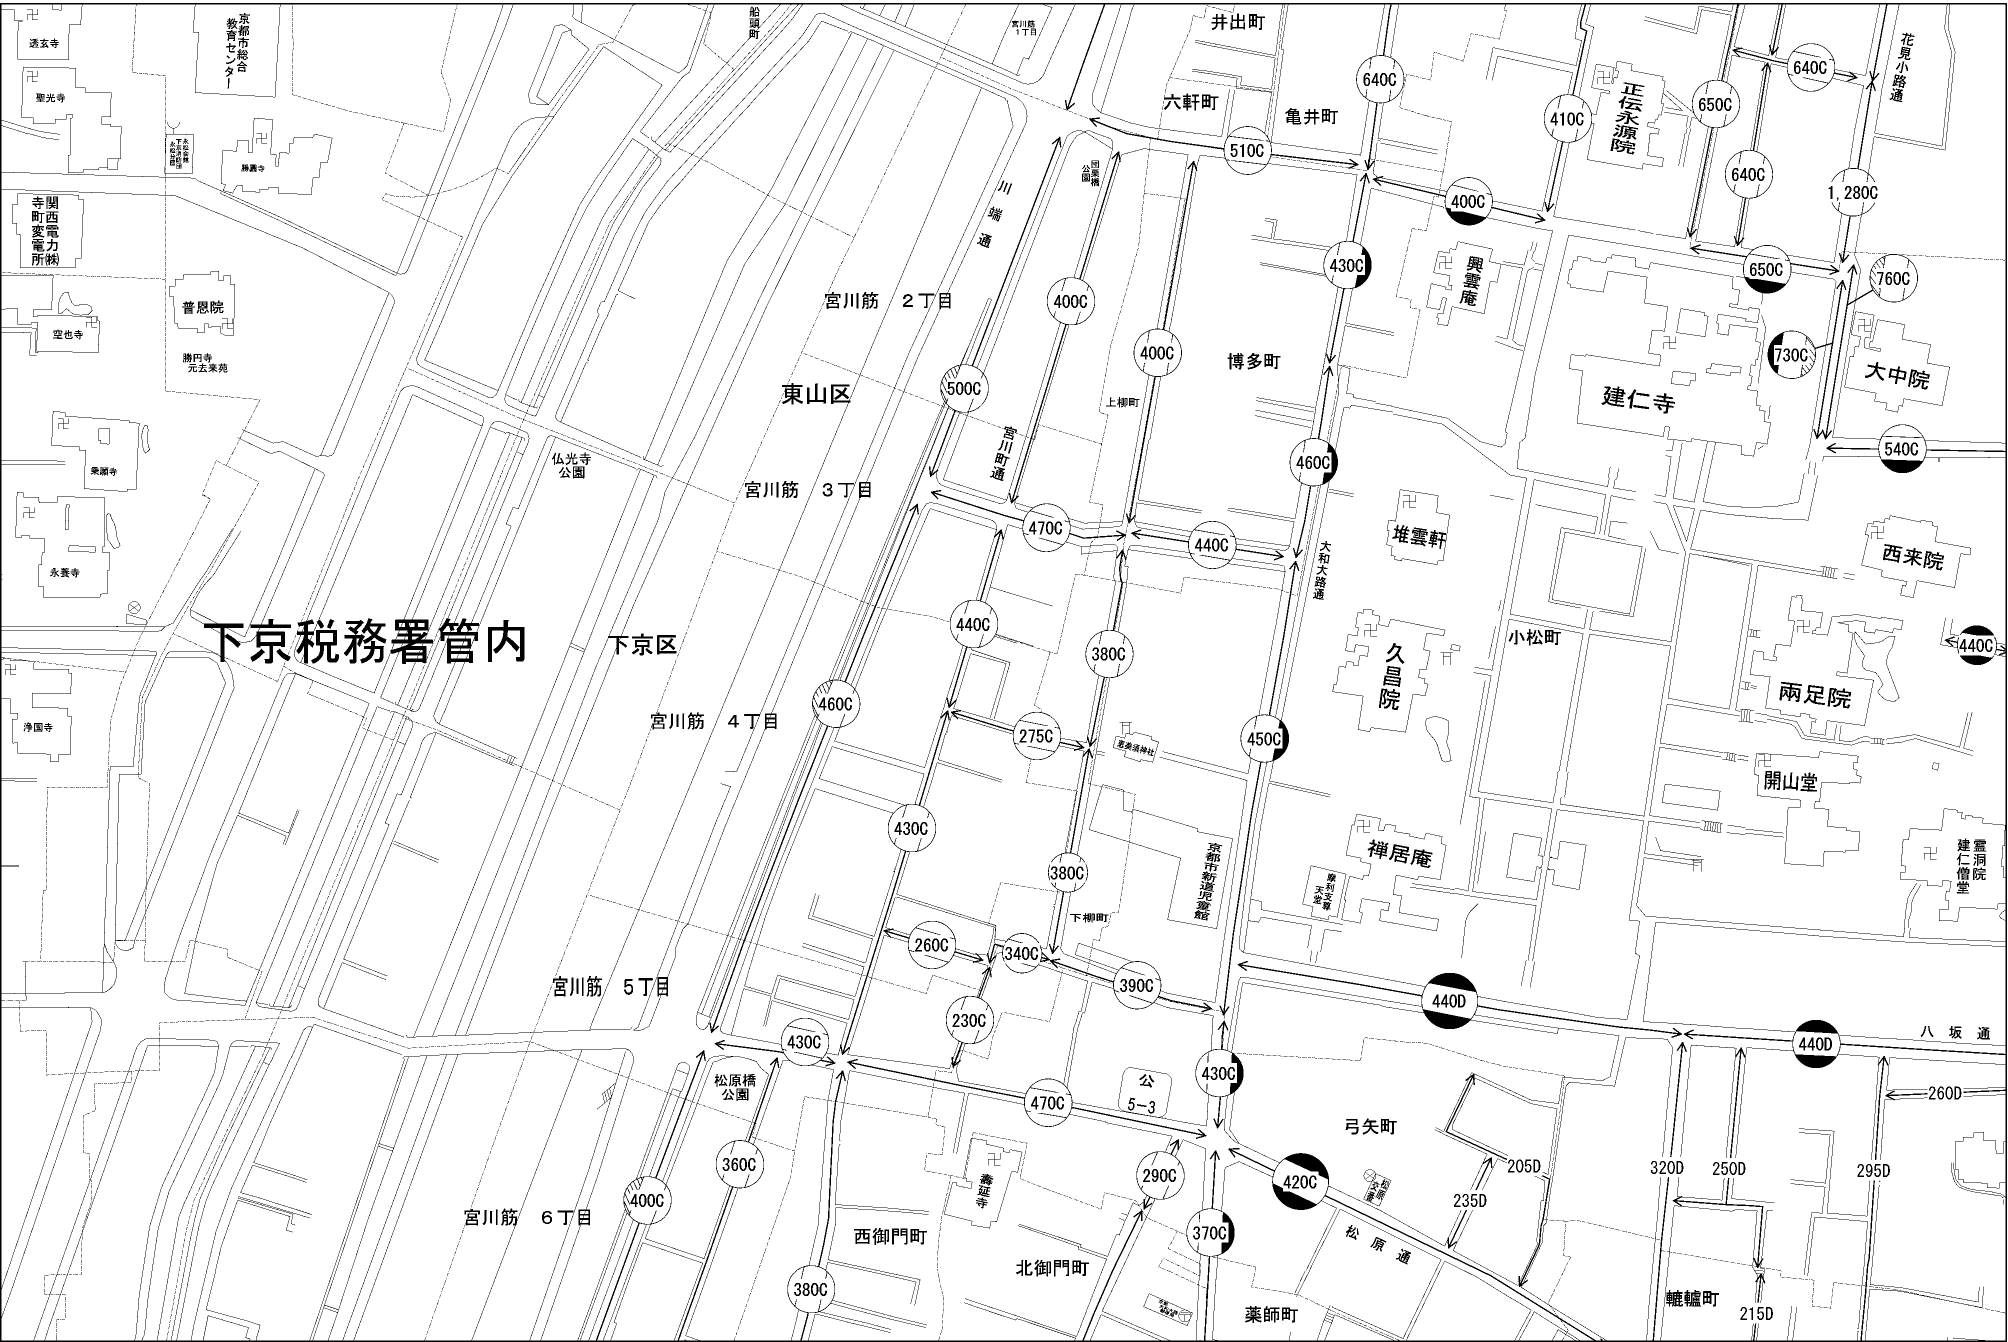 透玄寺
京都市総合
教育センター
船頭町
宮川筋
1丁目
井出町
花見小路通
聖光寺
六軒町
亀井町
640C
640C
650C
410C
正伝永源院
510C
勝圓寺
団栗橋
公園
640C
1,280C
川端通
400C
関西電力㈱
寺町変電所
430C
興雲庵
650C
760C
普恩院
宮川筋 2丁目
400C
空也寺
勝円寺
元去来苑
400C
博多町
730C
大中院
東山区
500C
上柳町
建仁寺
宮川町通
540C
仏光寺
公園
乗願寺
460C
宮川筋 3丁目
470C
440C
堆雲軒
大和大路通
西来院
永養寺
440C
下京税務署管内
下京区
小松町
440C
380C
久昌院
両足院
460C
浄国寺
宮川筋 4丁目
275C
恵美須神社
450C
開山堂
430C
禅居庵
380C
京都市新道児童館
霊洞院
建仁僧堂
摩利支尊
天堂
下柳町
260C
340C
宮川筋 5丁目
390C
440D
230C
八坂通
430C
440D
松原橋
公園
430C
公
5-3
260D
470C
弓矢町
360C
290C
420C
205D
320D
250D
295D
松原
交番
235D
400C
壽延寺
宮川筋 6丁目
西御門町
370C
松原通
北御門町
380C
轆轤町
薬師町
215D